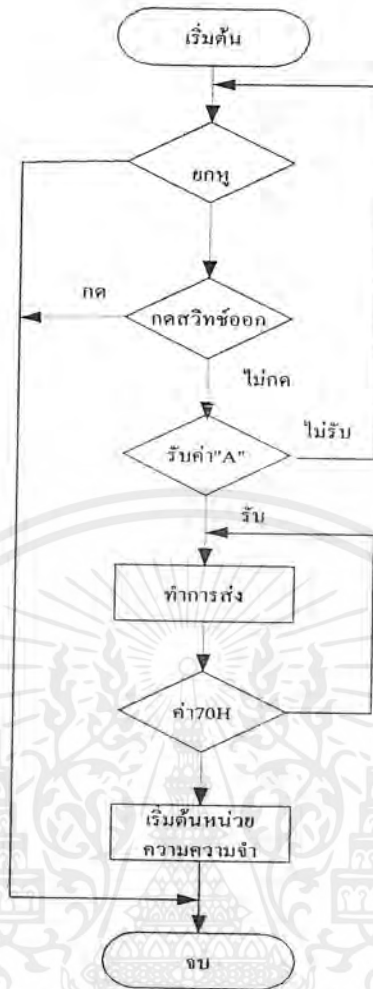 เริ่มต้น
ยกหู
กด
กดสวิทช์ออก
ไม่กด
รับค่า"A"
ไม่รับ
รับ
ทำการส่ง
ค่า70H
เริ่มต้นหน่วย
ความความจำ
จบ